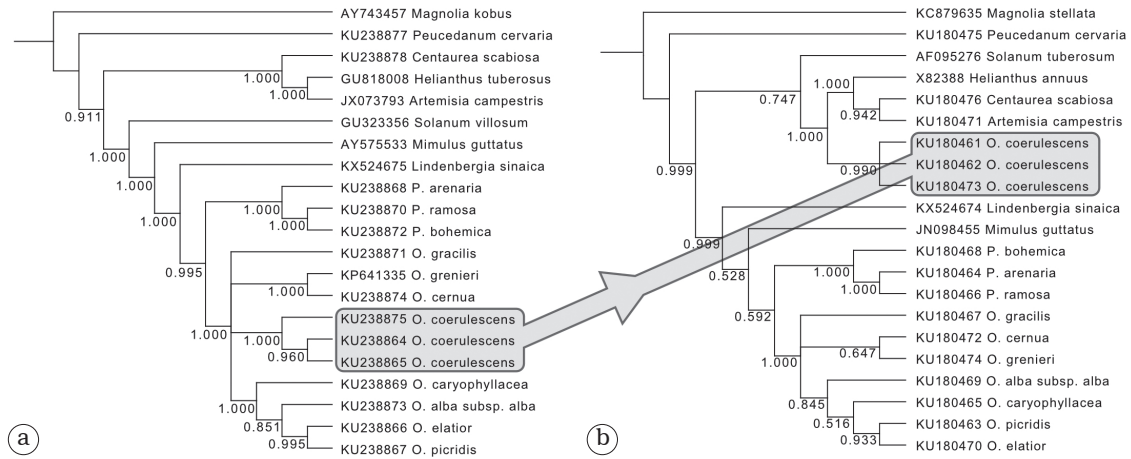 AY743457 Magnolia kobus
KU238877 Peucedanum cervaria
KU238878 Centaurea scabiosa
1.000
GU818008 Helianthus tuberosus
1.000
JX073793 Artemisia campestris
0.911
GU323356 Solanum villosum
1.000
AY575533 Mimulus guttatus
1.000
KX524675 Lindenbergia sinaica
1.000
KU238868 P. arenaria
1.000
KU238870 P. ramosa
1.000
KU238872 P. bohemica
0.995
KU238871 O. gracilis
KP641335 O. grenieri
1.000
KU238874 O. cernua
1.000
KU238875 O. coerulescens
1.000
KU238864 O. coerulescens
0.960
KU238865 O. coerulescens
KU238869 O. caryophyllacea
1.000
KU238873 O. alba subsp. alba
0.851
KU238866 O. elatior
0.995
KU238867 O. picridis
a
KC879635 Magnolia stellata
KU180475 Peucedanum cervaria
AF095276 Solanum tuberosum
0.747
X82388 Helianthus annuus
1.000
KU180476 Centaurea scabiosa
0.942
KU180471 Artemisia campestris
1.000
KU180461 O. coerulescens
KU180462 O. coerulescens
0.990
KU180473 O. coerulescens
0.999
KX524674 Lindenbergia sinaica
0.999
JN098455 Mimulus guttatus
0.528
KU180468 P. bohemica
1.000
KU180464 P. arenaria
1.000
KU180466 P. ramosa
0.592
KU180467 O. gracilis
KU180472 O. cernua
0.647
KU180474 O. grenieri
1.000
KU180469 O. alba subsp. alba
0.845
KU180465 O. caryophyllacea
0.516
KU180463 O. picridis
0.933
KU180470 O. elatior
b